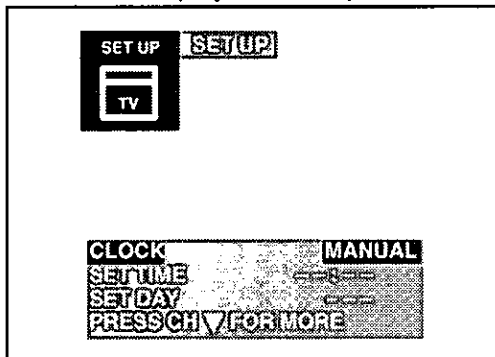 SET UP
SET UP
TV
CLOCK MANUAL
SET TIME --:--
SET DAY ---
PRESS CH ▽ FOR MORE